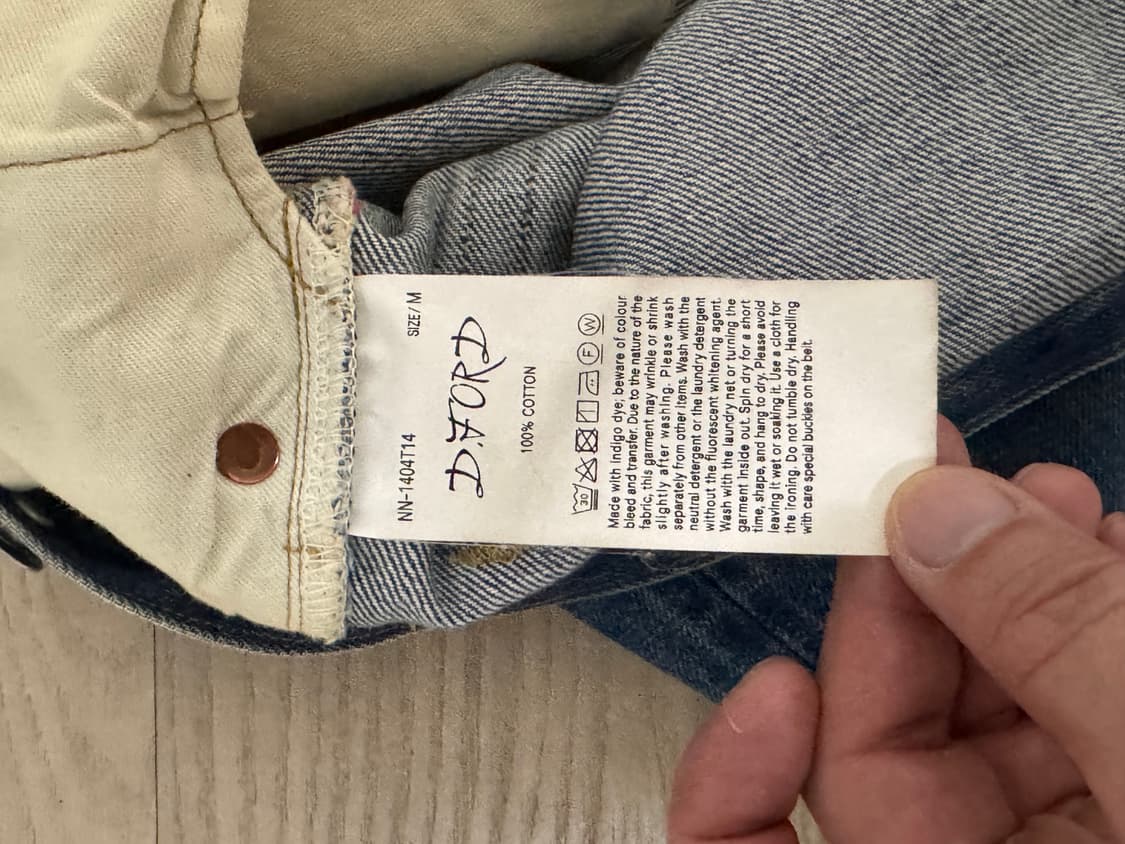 NN-1404T14 SIZE/ M
D.FORD
100% COTTON
30 F W
Made with indigo dye; beware of colour
bleed and transfer. Due to the nature of the
fabric, this garment may wrinkle or shrink
slightly after washing. Please wash
separately from other items. Wash with the
neutral detergent or the laundry detergent
without the fluorescent whitening agent.
Wash with the laundry net or turning the
garment inside out. Spin dry for a short
time, shape, and hang to dry. Please avoid
leaving it wet or soaking it. Use a cloth for
the ironing. Do not tumble dry. Handling
with care special buckles on the belt.